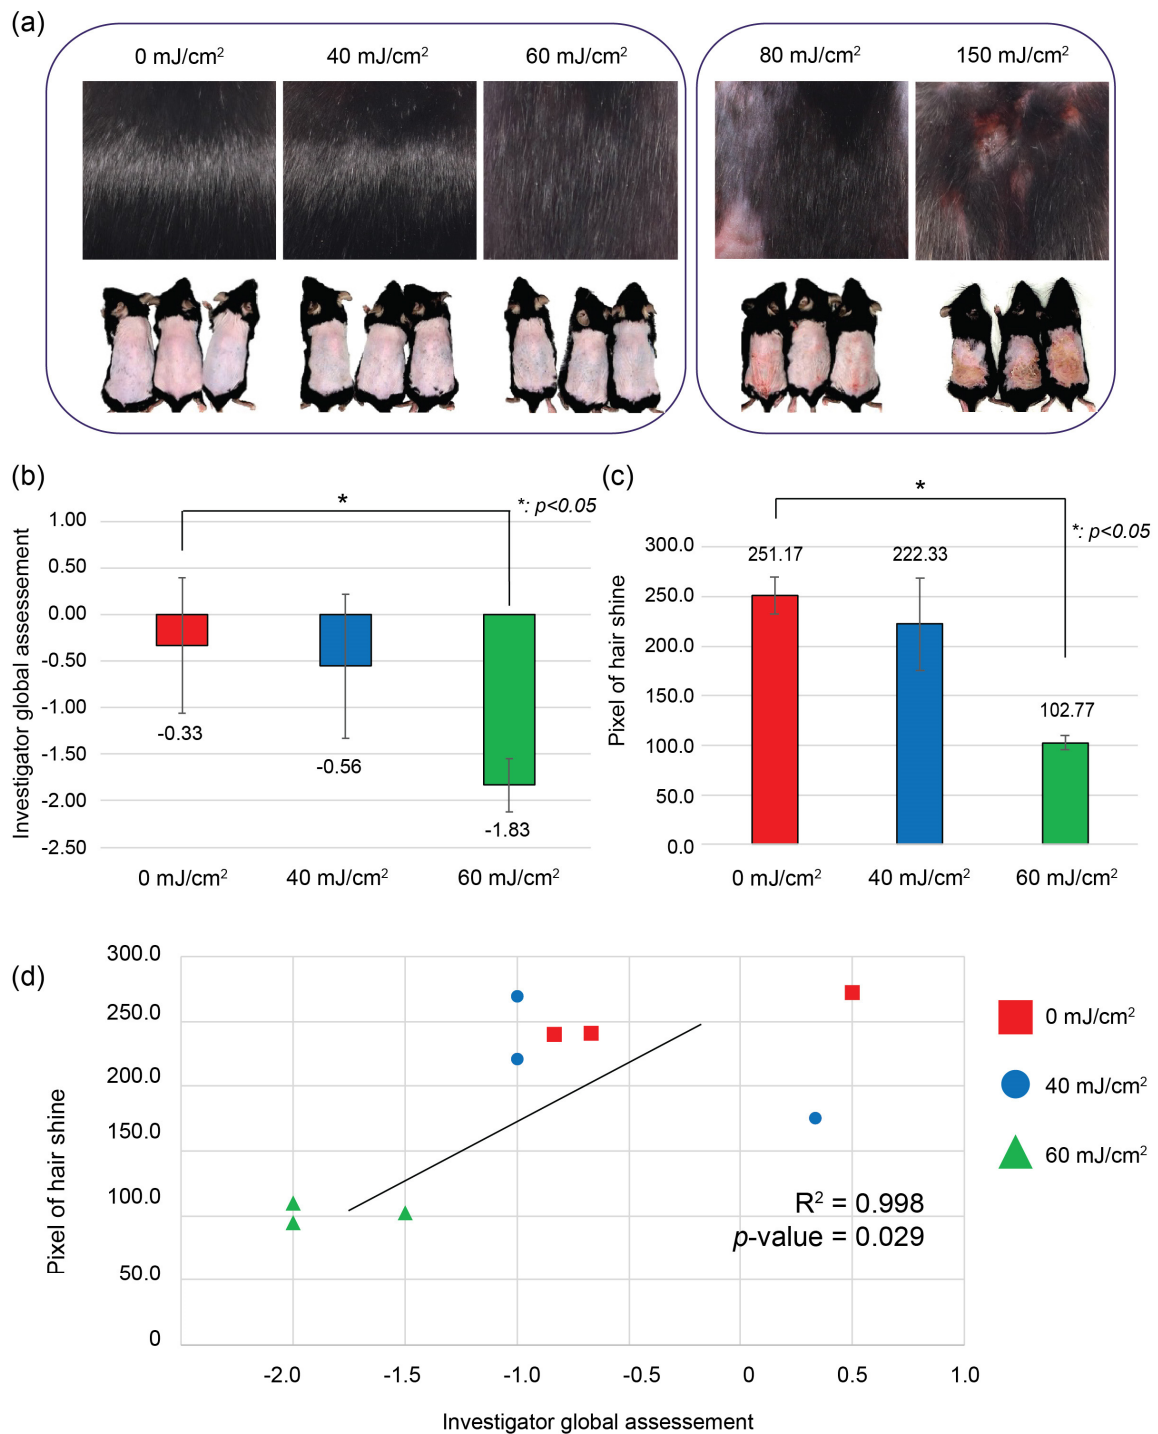 (a)
0 mJ/cm²
40 mJ/cm²
60 mJ/cm²
80 mJ/cm²
150 mJ/cm²
(b)
Investigator global assessement
1.00
0.50
0.00
-0.50
-1.00
-1.50
-2.00
-2.50
*
*: p<0.05
-0.33
-0.56
-1.83
0 mJ/cm²
40 mJ/cm²
60 mJ/cm²
(c)
Pixel of hair shine
300.0
250.0
200.0
150.0
100.0
50.0
0.0
*
*: p<0.05
251.17
222.33
102.77
0 mJ/cm²
40 mJ/cm²
60 mJ/cm²
(d)
Pixel of hair shine
300.0
250.0
200.0
150.0
100.0
50.0
0
-2.0
-1.5
-1.0
-0.5
0
0.5
1.0
Investigator global assessement
R² = 0.998
p-value = 0.029
0 mJ/cm²
40 mJ/cm²
60 mJ/cm²